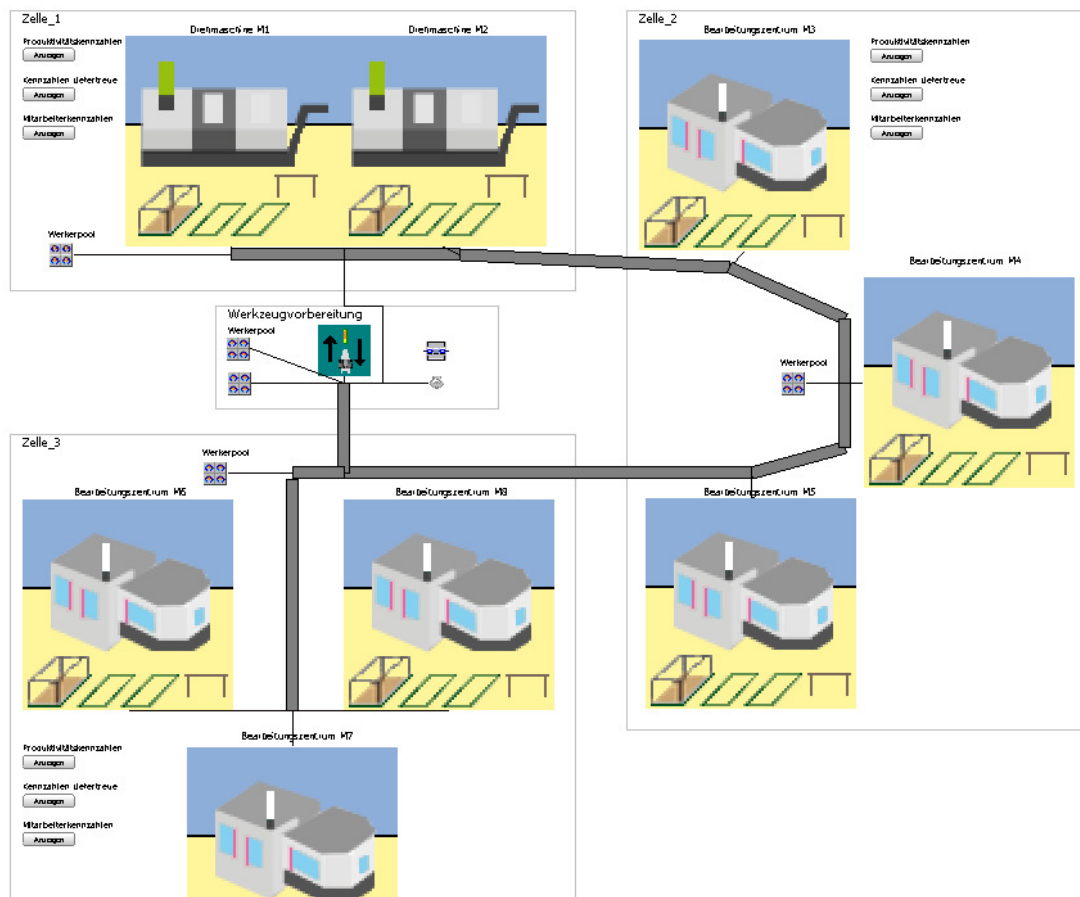 Zelle_1
Drehmaschine M1
Drehmaschine M2
Produktivitätskennzahlen
Anzeigen
Kennzahlen Liefertreue
Anzeigen
Mitarbeiterkennzahlen
Anzeigen
Werkerpool
Zelle_2
Bearbeitungszentrum M3
Produktivitätskennzahlen
Anzeigen
Kennzahlen Liefertreue
Anzeigen
Mitarbeiterkennzahlen
Anzeigen
Bearbeitungszentrum M4
Werkerpool
Bearbeitungszentrum M5
Werkzeugvorbereitung
Werkerpool
Zelle_3
Werkerpool
Bearbeitungszentrum M6
Bearbeitungszentrum M8
Bearbeitungszentrum M7
Produktivitätskennzahlen
Anzeigen
Kennzahlen Liefertreue
Anzeigen
Mitarbeiterkennzahlen
Anzeigen